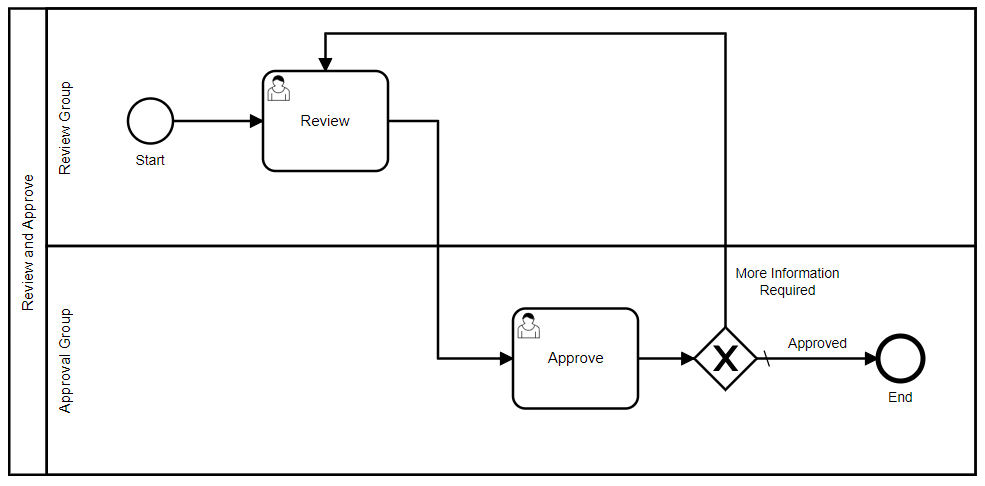 Review and Approve
Review Group
Start
Review
Approval Group
Approve
More Information
Required
Approved
End